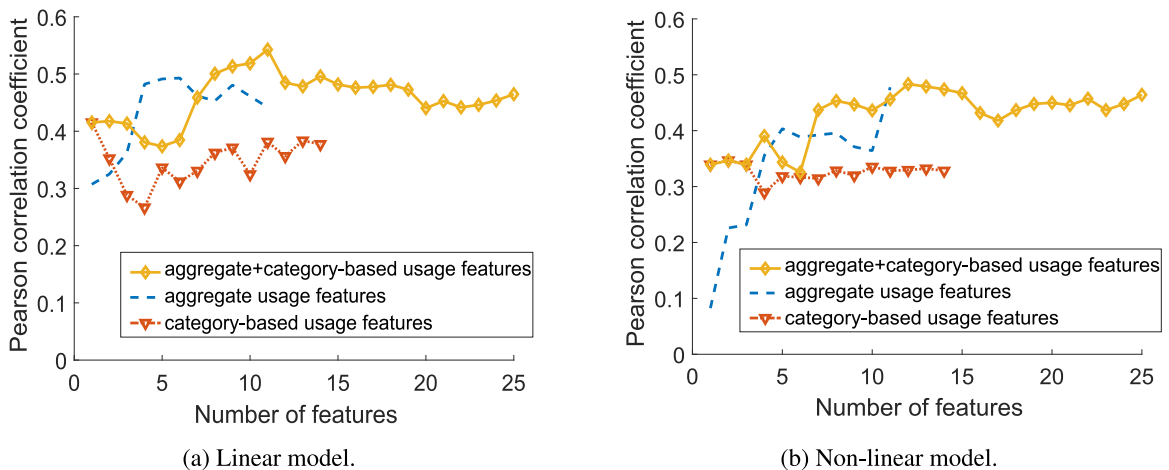 0.6
0.5
0.4
0.3
0.2
0.1
0
Pearson correlation coefficient
aggregate+category-based usage features
aggregate usage features
category-based usage features
0 5 10 15 20 25
Number of features
(a) Linear model.
0.6
0.5
0.4
0.3
0.2
0.1
0
Pearson correlation coefficient
aggregate+category-based usage features
aggregate usage features
category-based usage features
0 5 10 15 20 25
Number of features
(b) Non-linear model.